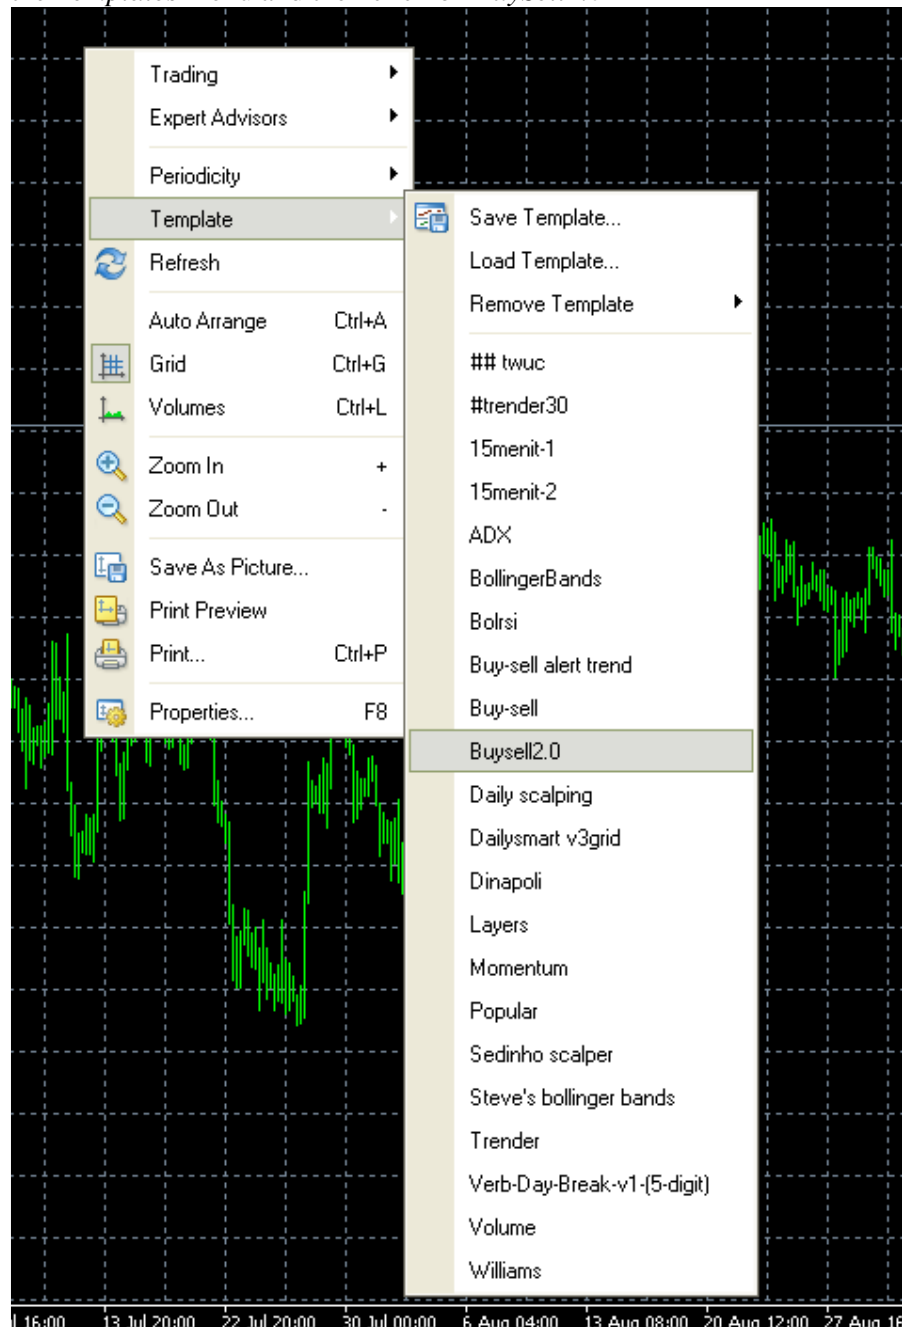 Trading
Expert Advisors
Periodicity
Template
Refresh
Auto Arrange Ctrl+A
Grid Ctrl+G
Volumes Ctrl+L
Zoom In +
Zoom Out -
Save As Picture...
Print Preview
Print... Ctrl+P
Properties... F8
Save Template...
Load Template...
Remove Template
## twuc
#trender30
15menit-1
15menit-2
ADX
BollingerBands
Bolrsi
Buy-sell alert trend
Buy-sell
Buysell2.0
Daily scalping
Dailysmart v3grid
Dinapoli
Layers
Momentum
Popular
Sedinho scalper
Steve's bollinger bands
Trender
Verb-Day-Break-v1-(5-digit)
Volume
Williams
16:00 13 Jul 20:00 22 Jul 20:00 30 Jul 00:00 6 Aug 04:00 13 Aug 08:00 20 Aug 12:00 27 Aug